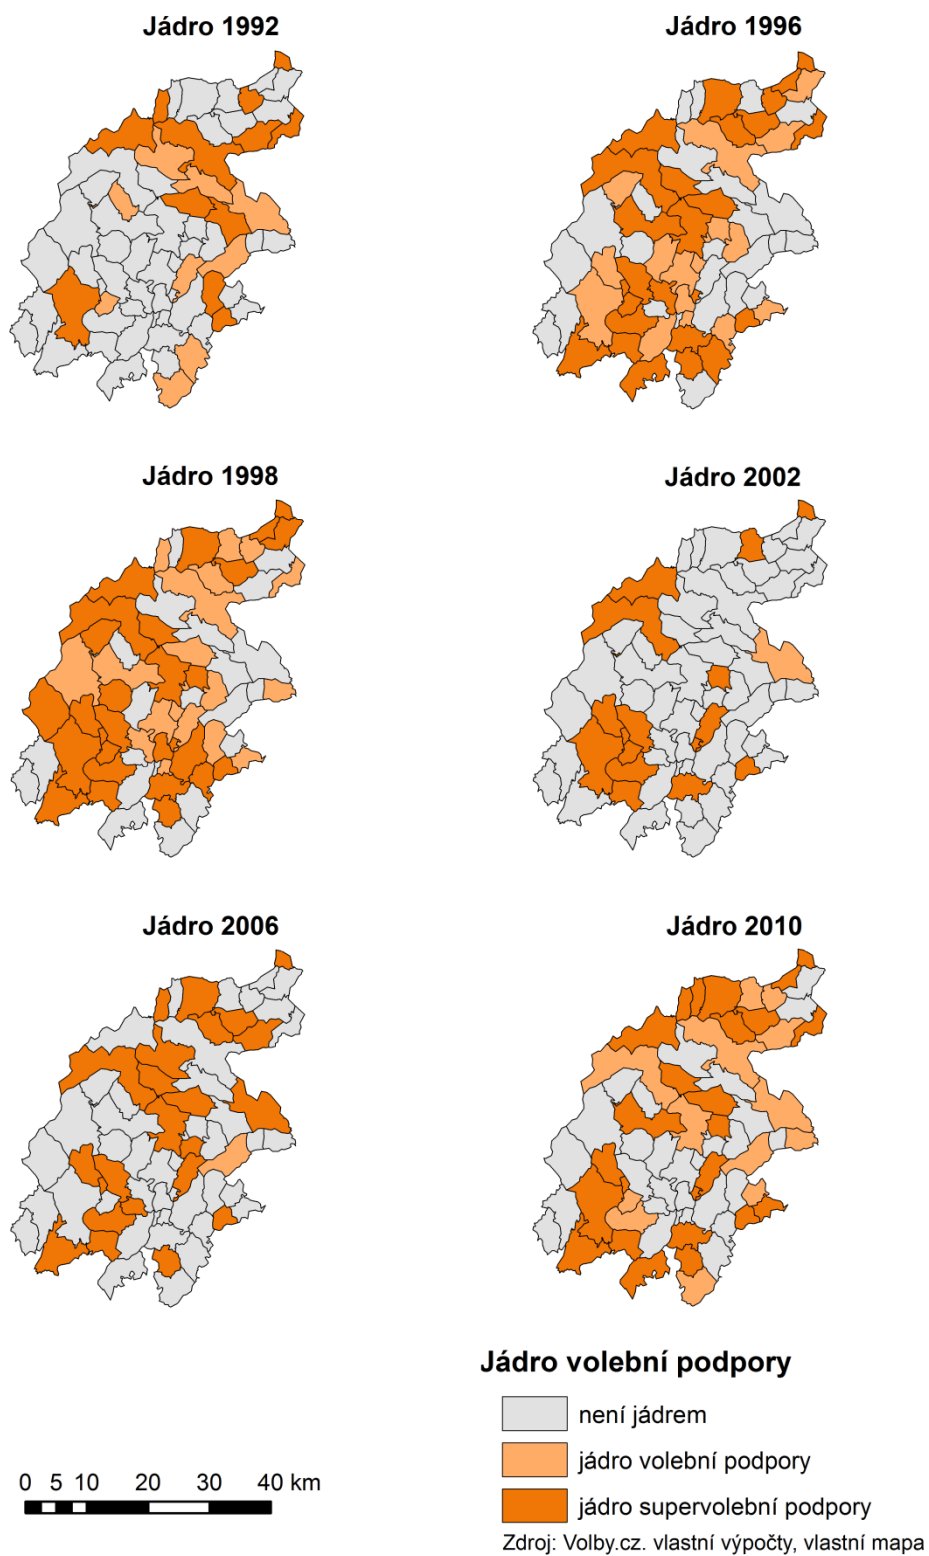 Jádro 1992
Jádro 1996
Jádro 1998
Jádro 2002
Jádro 2006
Jádro 2010
Jádro volební podpory
není jádrem
jádro volební podpory
jádro supervolební podpory
0 5 10 20 30 40 km
Zdroj: Volby.cz. vlastní výpočty, vlastní mapa